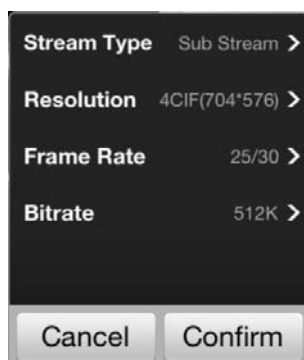 Stream Type Sub Stream >
Resolution 4CIF(704*576) >
Frame Rate 25/30 >
Bitrate 512K >
Cancel Confirm